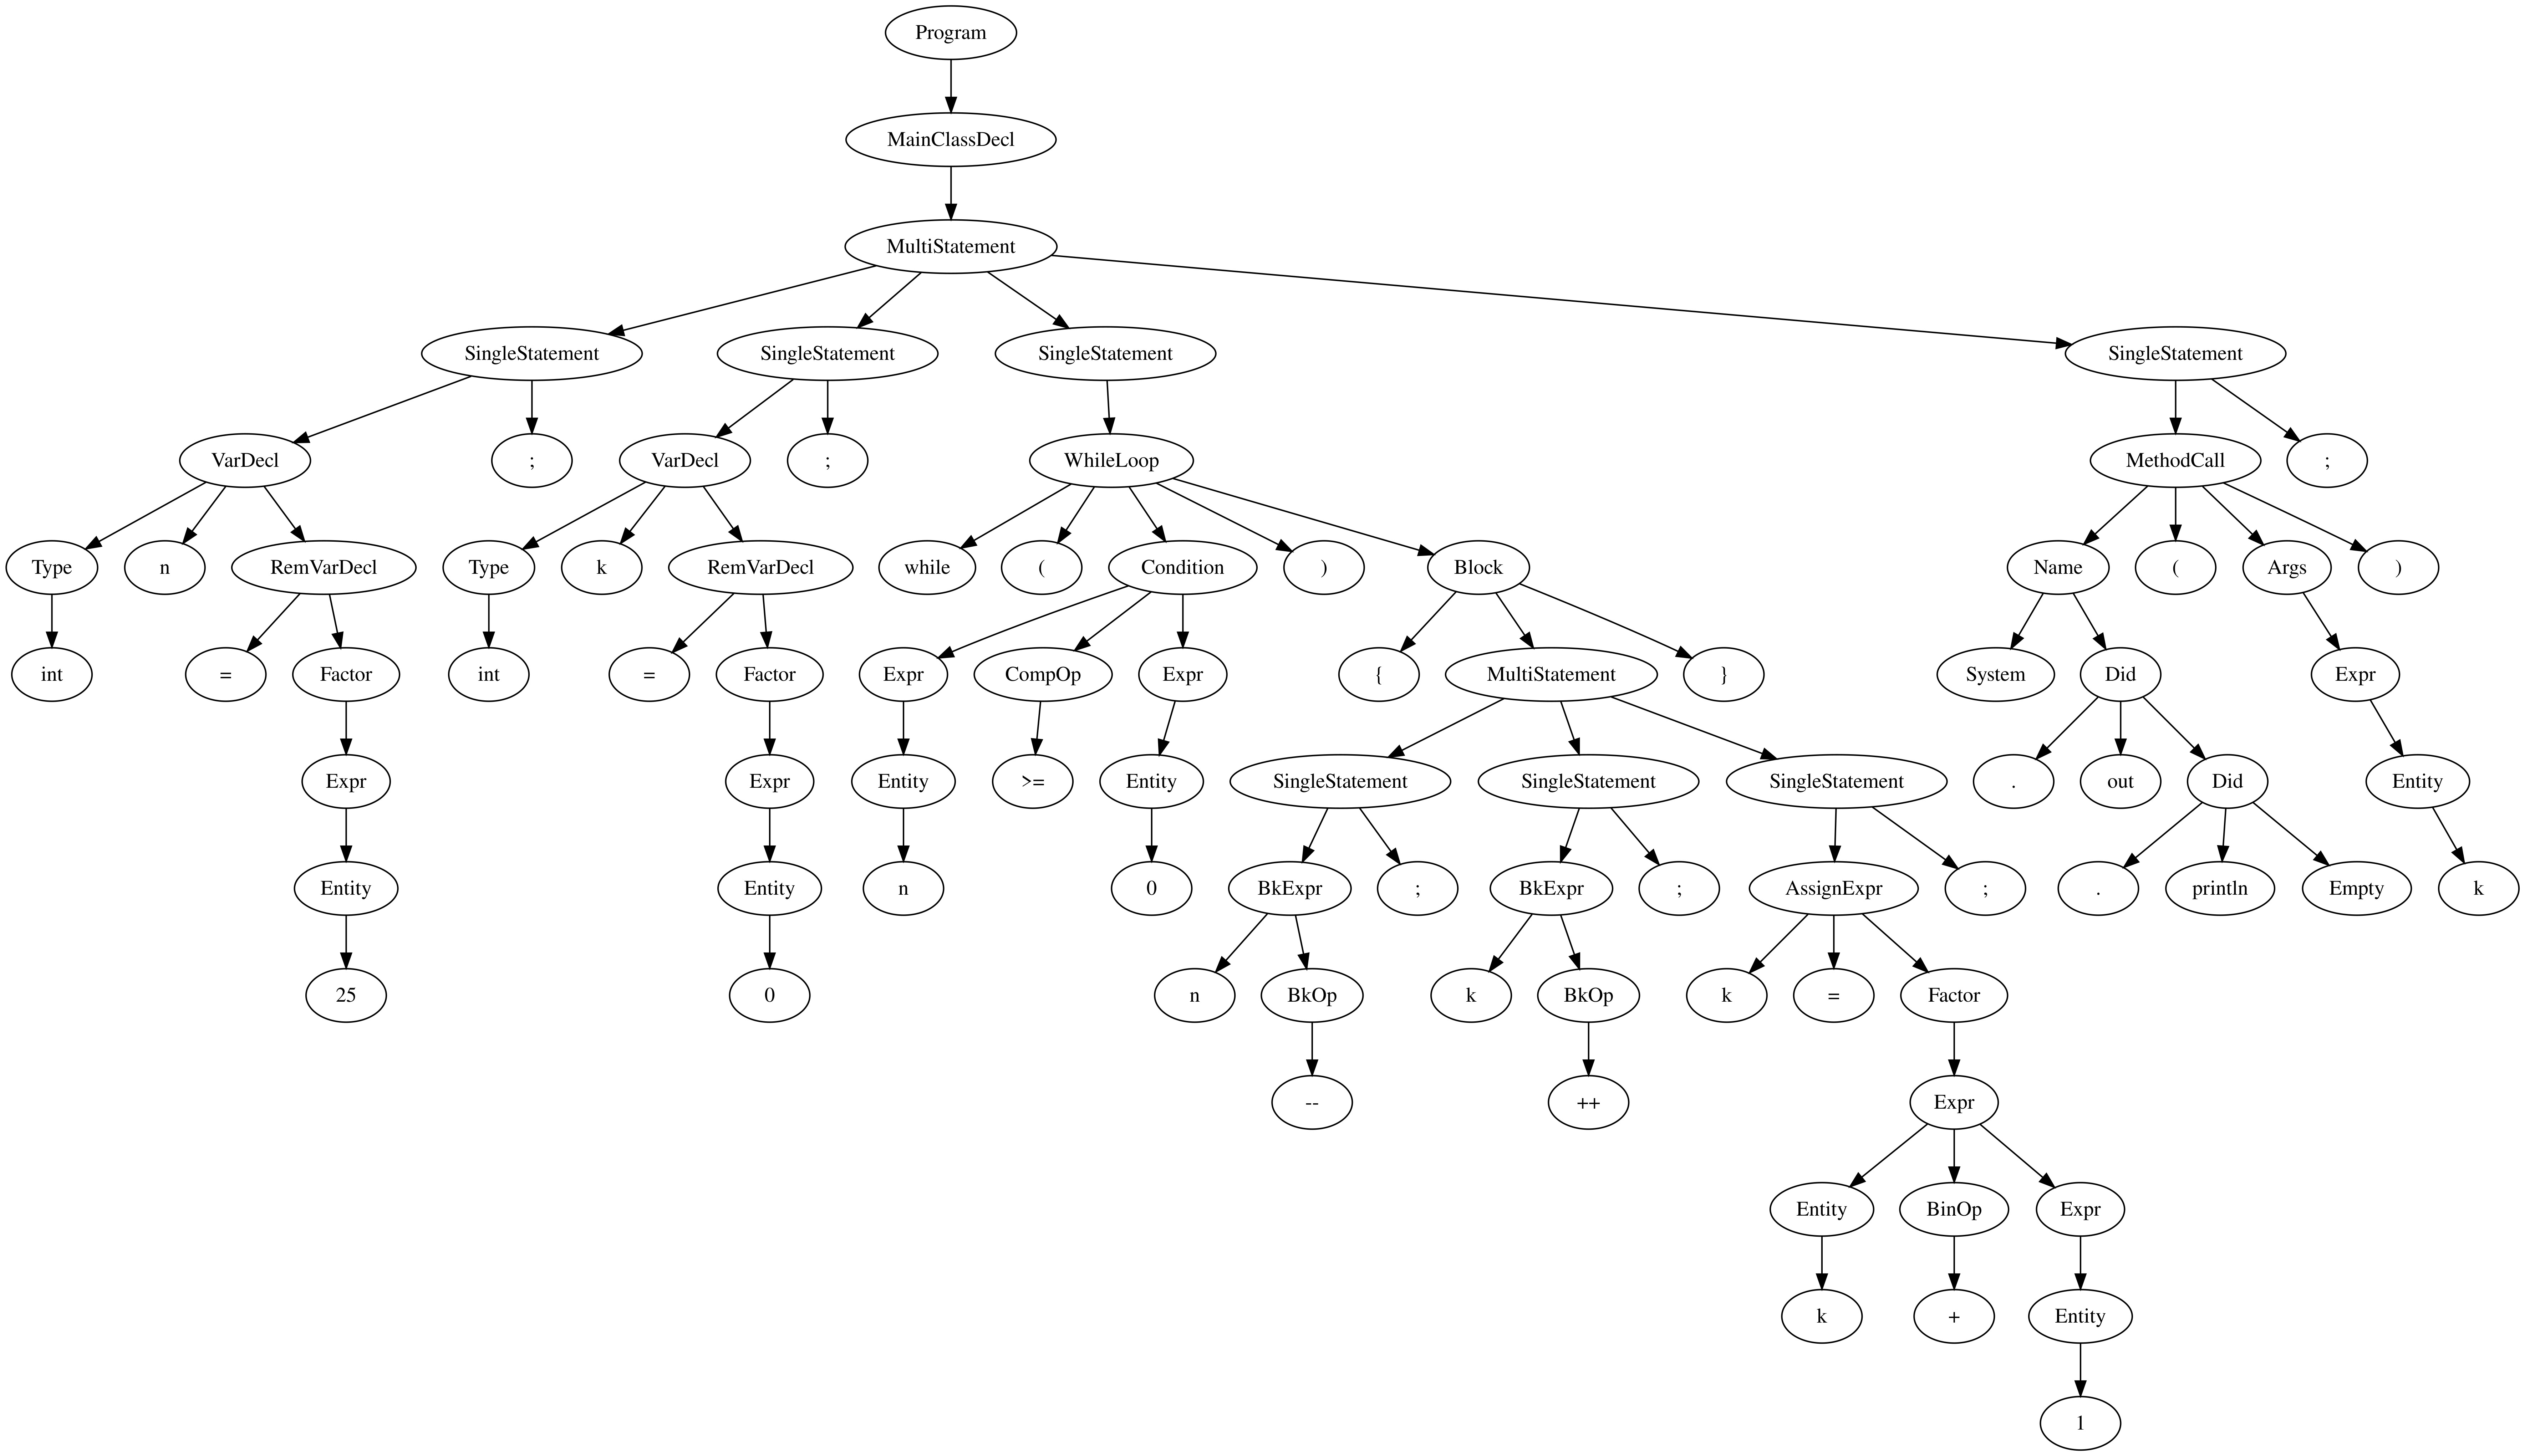 Program
MainClassDecl
MultiStatement
SingleStatement SingleStatement SingleStatement SingleStatement
VarDecl ; VarDecl ; WhileLoop MethodCall ;
Type n RemVarDecl Type k RemVarDecl while ( Condition ) Block Name ( Args )
int = Factor int = Factor Expr CompOp Expr { MultiStatement } System Did Expr
Expr Expr Entity >= Entity SingleStatement SingleStatement SingleStatement . out Did Entity
Entity Entity n 0 BkExpr ; BkExpr ; AssignExpr ; . println Empty k
25 0 n BkOp k BkOp k = Factor
-- ++ Expr
Entity BinOp Expr
k + Entity
1